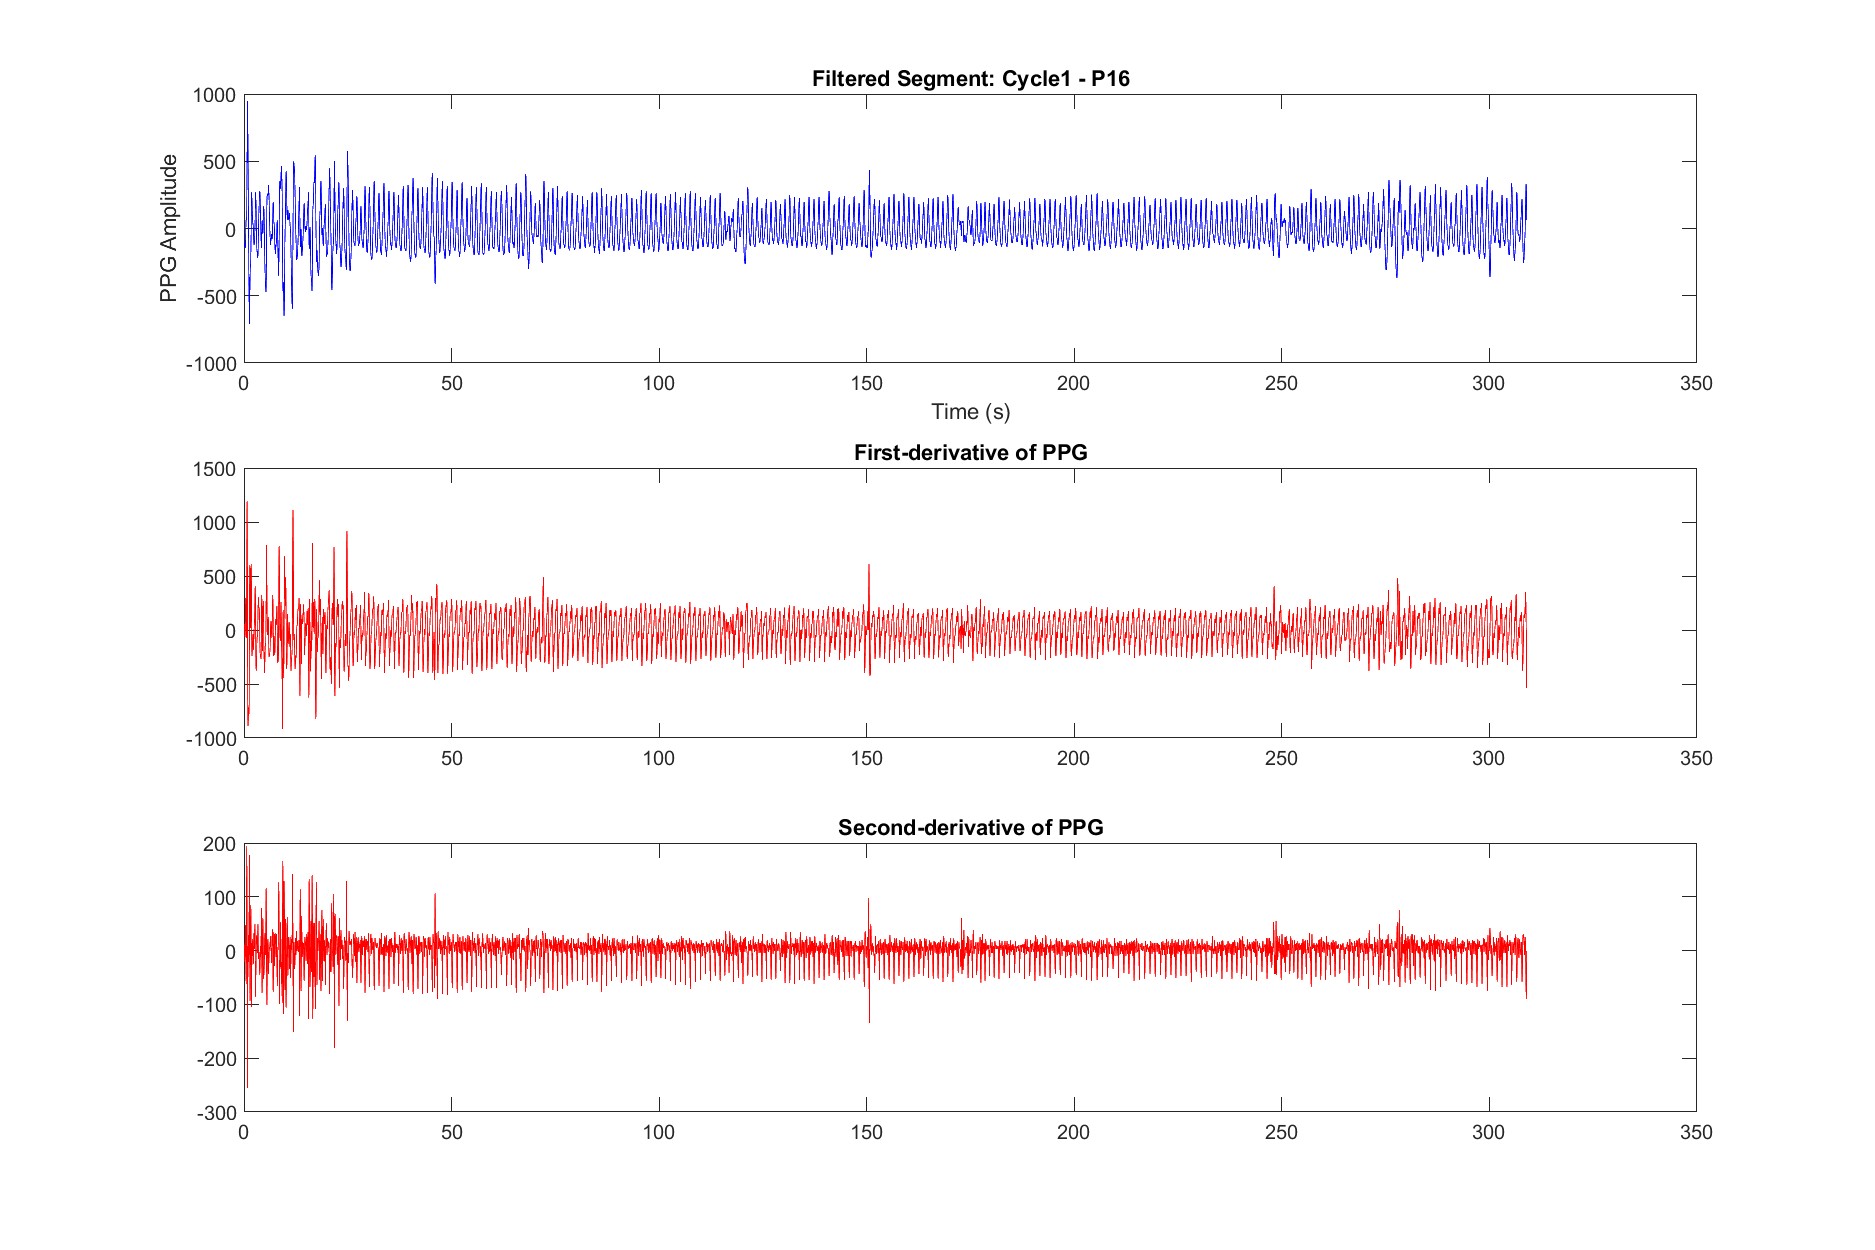 Filtered Segment: Cycle1 - P16
1000
500
0
-500
-1000
PPG Amplitude
0 50 100 150 200 250 300 350
Time (s)
First-derivative of PPG
1500
1000
500
0
-500
-1000
0 50 100 150 200 250 300 350
Second-derivative of PPG
200
100
0
-100
-200
-300
0 50 100 150 200 250 300 350